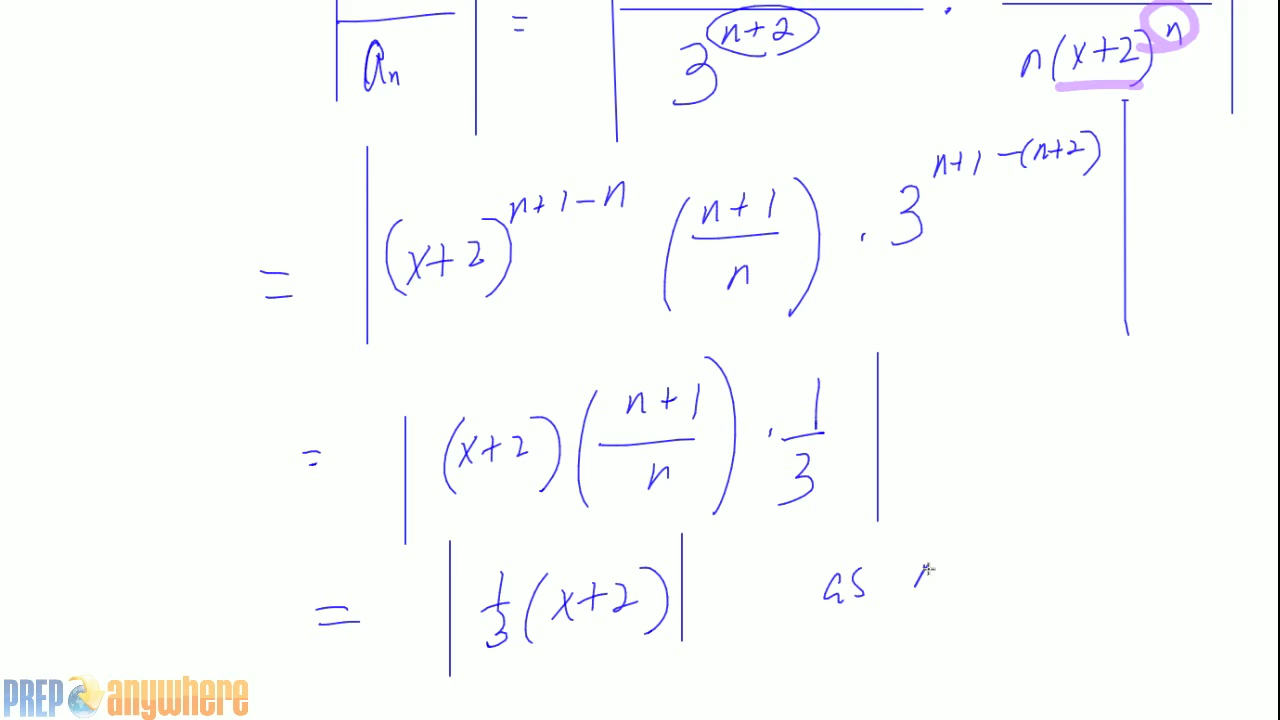 a_n = 3^{n+2} · n(x+2)^n
= |(x+2)^{n+1-n} (n+1/n) · 3^{n+1-(n+2)}|
= |(x+2)(n+1/n) · 1/3|
= |1/3(x+2)| as
PREP anywhere